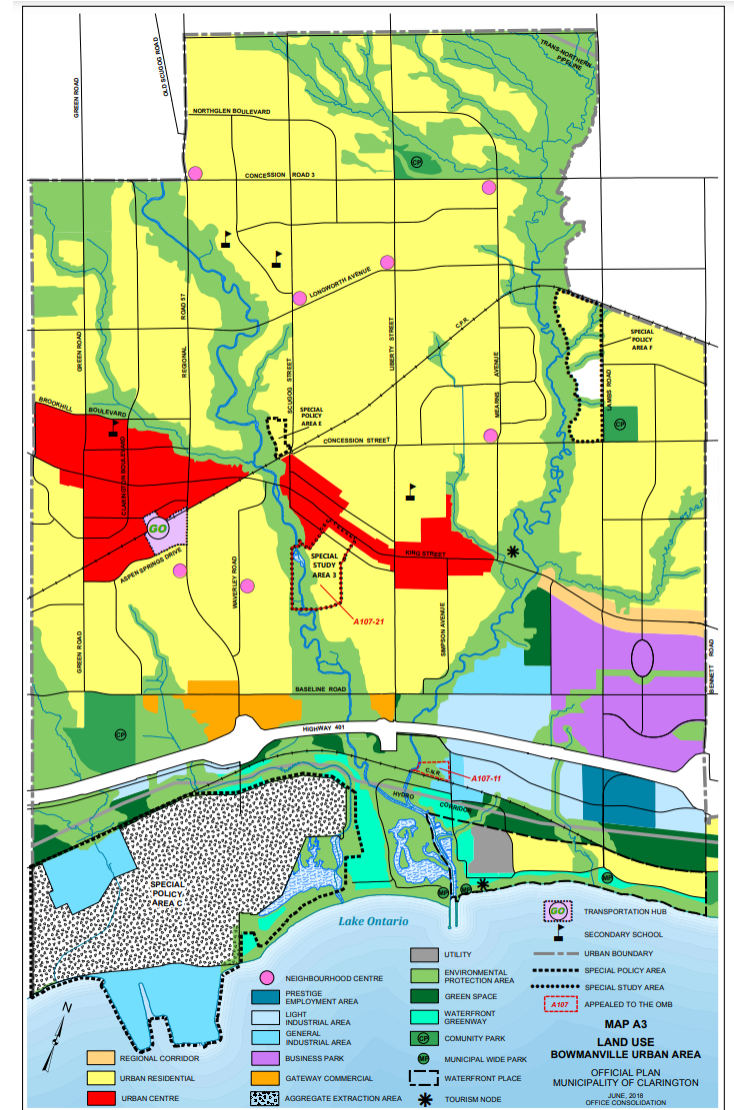 OLD SCUGOG ROAD
GREEN ROAD
TRANS-NORTHERN
PIPELINE
NORTHGLEN BOULEVARD
CP
CONCESSION ROAD 3
LONGWORTH AVENUE
ROAD ST
REGIONAL
GREEN ROAD
SCUGOG STREET
LIBERTY STREET
C.P.R.
MEARNS AVENUE
SPECIAL
POLICY
AREA F
LAMBS ROAD
CP
BROOKHILL
BOULEVARD
SPECIAL
POLICY
AREA E
CONCESSION STREET
CLARINGTON BOULEVARD
GO
ASPEN SPRINGS DRIVE
WAVERLEY ROAD
SPECIAL
STUDY
AREA 3
KING STREET
A107-21
SIMPSON AVENUE
GREEN ROAD
BENNETT ROAD
BASELINE ROAD
CP
HIGHWAY 401
C.N.R.
A107-11
HYDRO
CORRIDOR
SPECIAL
POLICY
AREA C
MP
MP
MP
Lake Ontario
GO
TRANSPORTATION HUB
SECONDARY SCHOOL
URBAN BOUNDARY
SPECIAL POLICY AREA
SPECIAL STUDY AREA
A107
APPEALED TO THE OMB
UTILITY
ENVIRONMENTAL
PROTECTION AREA
GREEN SPACE
WATERFRONT
GREENWAY
CP
COMUNITY PARK
MP
MUNICIPAL WIDE PARK
WATERFRONT PLACE
TOURISM NODE
NEIGHBOURHOOD CENTRE
PRESTIGE
EMPLOYMENT AREA
LIGHT
INDUSTRIAL AREA
GENERAL
INDUSTRIAL AREA
BUSINESS PARK
GATEWAY COMMERCIAL
AGGREGATE EXTRACTION AREA
REGIONAL CORRIDOR
URBAN RESIDENTIAL
URBAN CENTRE
N
MAP A3
LAND USE
BOWMANVILLE URBAN AREA
OFFICIAL PLAN
MUNICIPALITY OF CLARINGTON
JUNE, 2018
OFFICE CONSOLIDATION